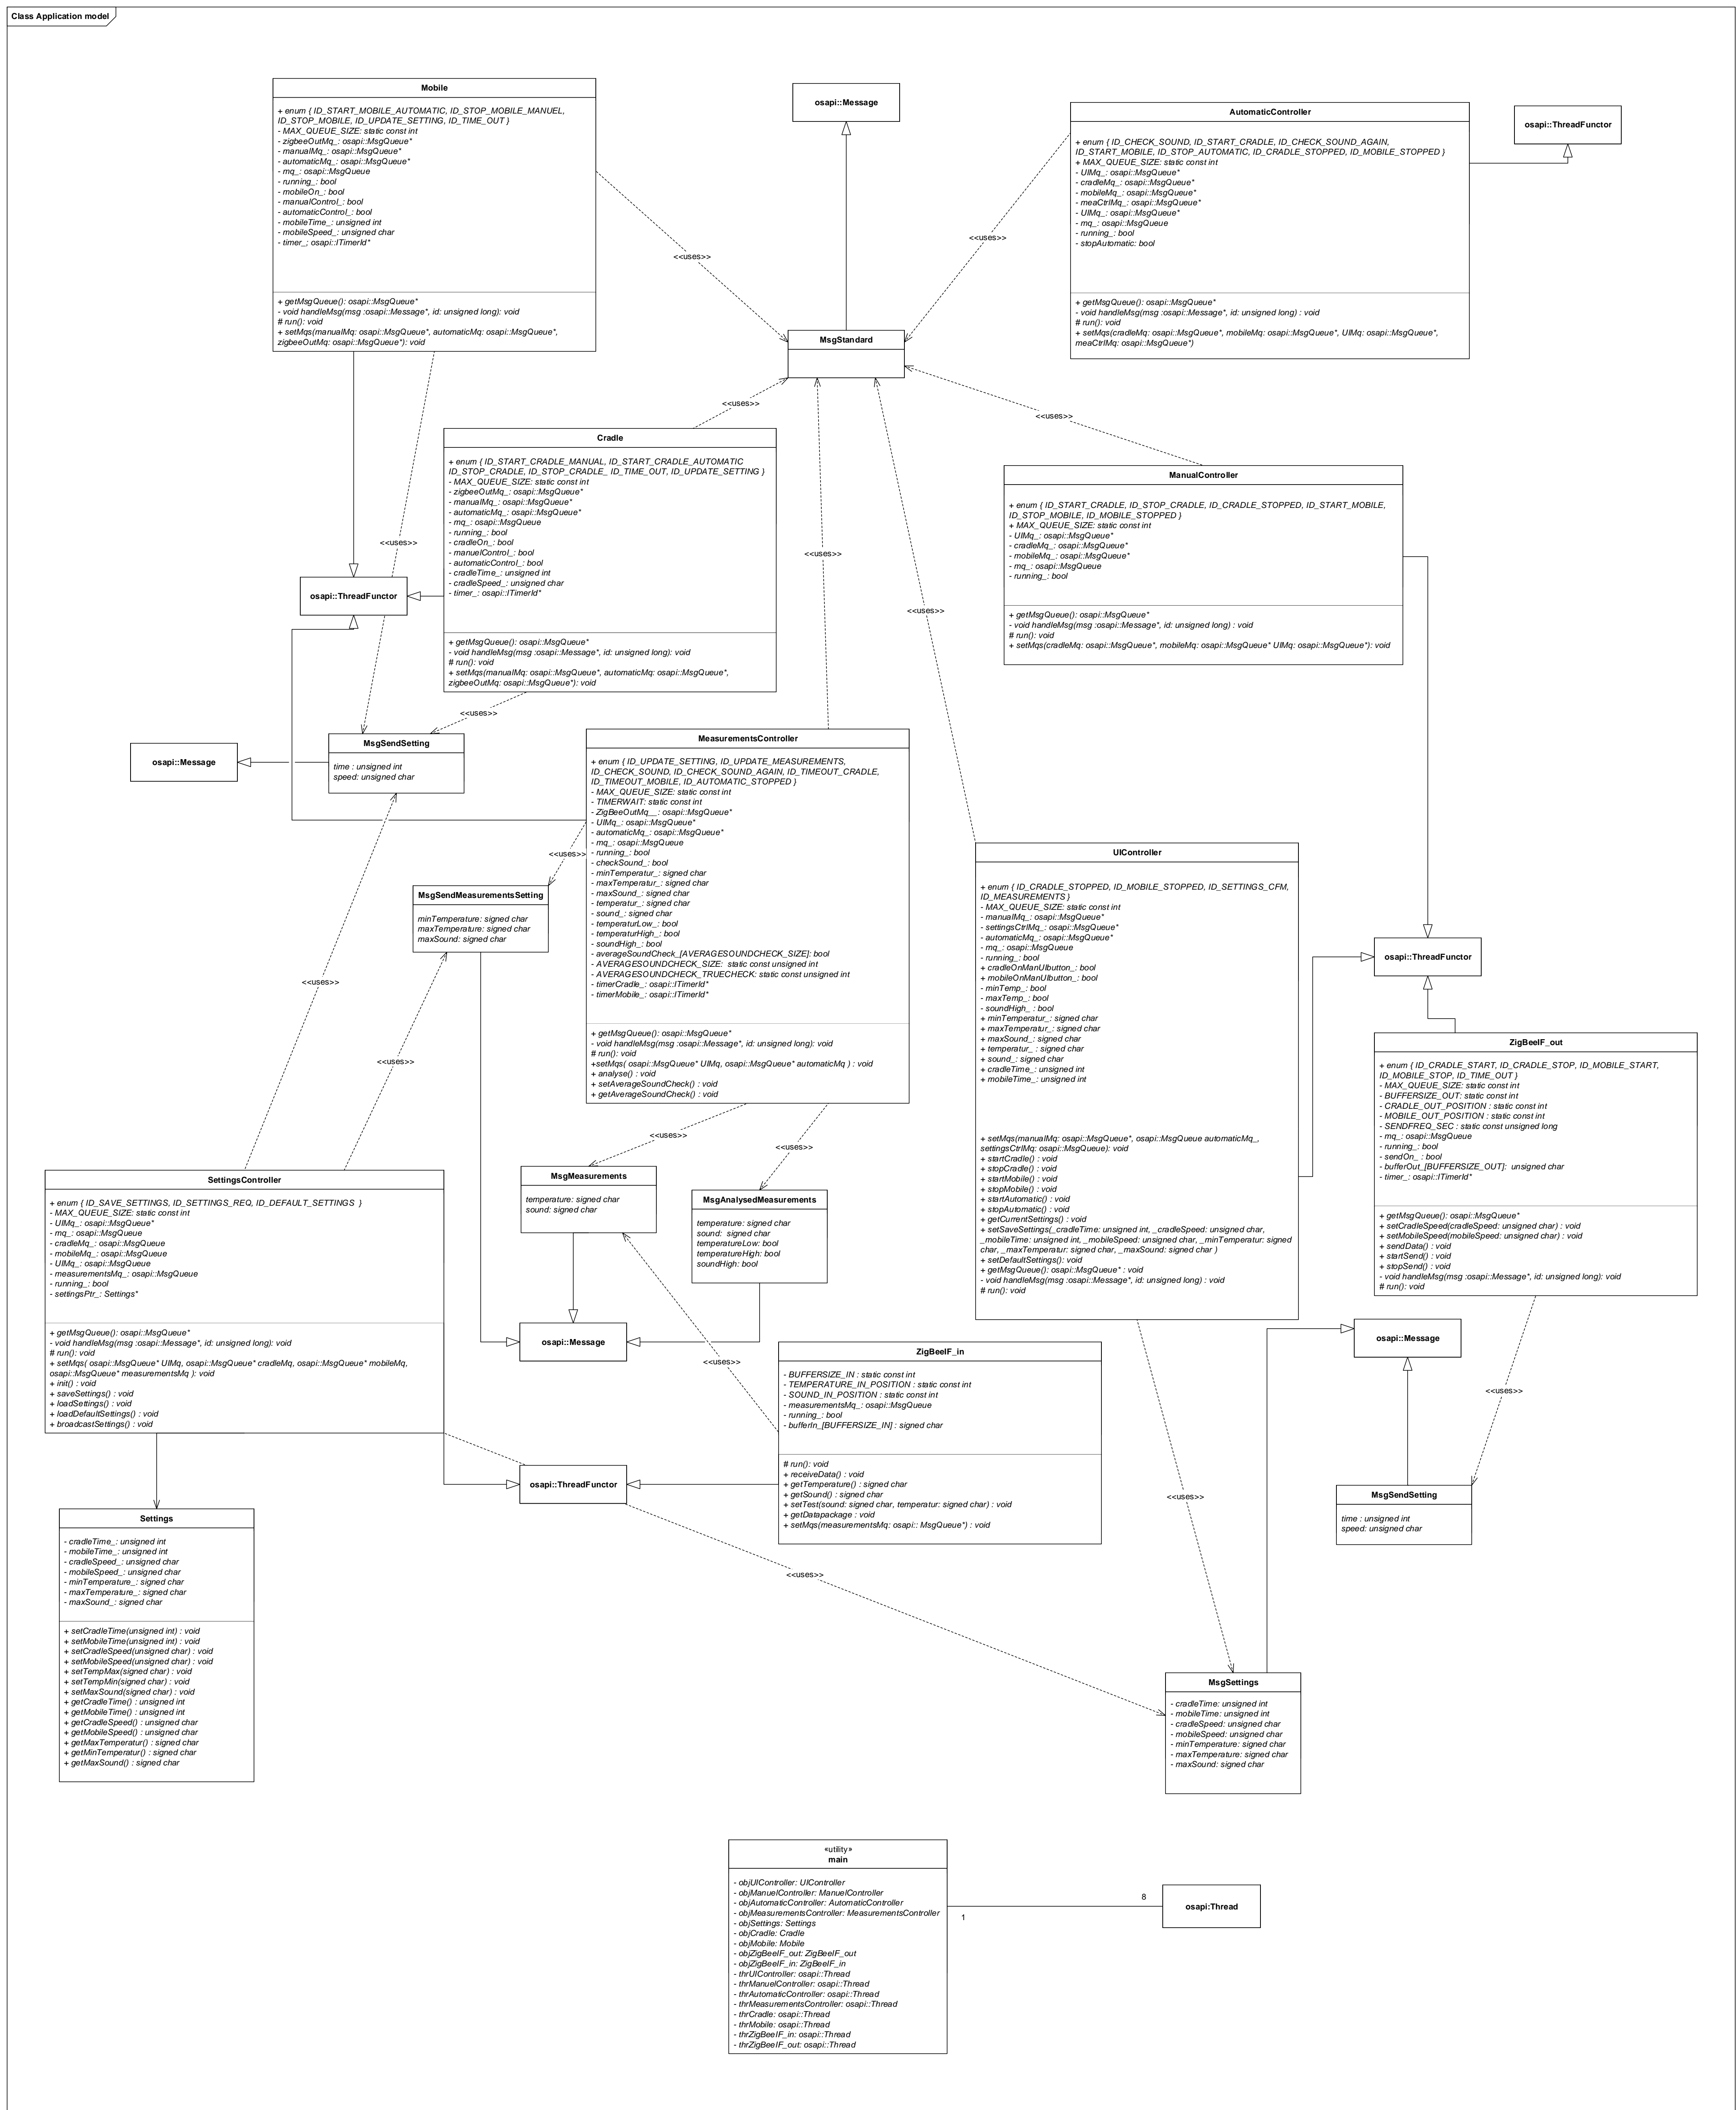 Class Application model
Mobile
+ enum { ID_START_MOBILE_AUTOMATIC, ID_STOP_MOBILE_MANUEL,
ID_STOP_MOBILE, ID_UPDATE_SETTING, ID_TIME_OUT }
- MAX_QUEUE_SIZE: static const int
- zigbeeOutMq_: osapi::MsgQueue*
- manualMq_: osapi::MsgQueue*
- automaticMq_: osapi::MsgQueue*
- mq_: osapi::MsgQueue
- running_: bool
- mobileOn_: bool
- manualControl_: bool
- automaticControl_: bool
- mobileTime_: unsigned int
- mobileSpeed_: unsigned char
- timer_; osapi::ITimerId*
+ getMsgQueue(): osapi::MsgQueue*
- void handleMsg(msg :osapi::Message*, id: unsigned long): void
# run(): void
+ setMqs(manualMq: osapi::MsgQueue*, automaticMq: osapi::MsgQueue*,
zigbeeOutMq: osapi::MsgQueue*): void
osapi::Message
AutomaticController
+ enum { ID_CHECK_SOUND, ID_START_CRADLE, ID_CHECK_SOUND_AGAIN,
ID_START_MOBILE, ID_STOP_AUTOMATIC, ID_CRADLE_STOPPED, ID_MOBILE_STOPPED }
+ MAX_QUEUE_SIZE: static const int
- UIMq_: osapi::MsgQueue*
- cradleMq_: osapi::MsgQueue*
- mobileMq_: osapi::MsgQueue*
- meaCtrlMq_: osapi::MsgQueue*
- UIMq_: osapi::MsgQueue*
- mq_: osapi::MsgQueue
- running_: bool
- stopAutomatic: bool
+ getMsgQueue(): osapi::MsgQueue*
- void handleMsg(msg :osapi::Message*, id: unsigned long) : void
# run(): void
+ setMqs(cradleMq: osapi::MsgQueue*, mobileMq: osapi::MsgQueue*, UIMq: osapi::MsgQueue*,
meaCtrlMq: osapi::MsgQueue*)
osapi::ThreadFunctor
<<uses>>
<<uses>>
MsgStandard
<<uses>>
<<uses>>
Cradle
+ enum { ID_START_CRADLE_MANUAL, ID_START_CRADLE_AUTOMATIC
ID_STOP_CRADLE, ID_STOP_CRADLE_ ID_TIME_OUT, ID_UPDATE_SETTING }
- MAX_QUEUE_SIZE: static const int
- zigbeeOutMq_: osapi::MsgQueue*
- manualMq_: osapi::MsgQueue*
- automaticMq_: osapi::MsgQueue*
- mq_: osapi::MsgQueue
- running_: bool
- cradleOn_: bool
- manuelControl_: bool
- automaticControl_: bool
- cradleTime_: unsigned int
- cradleSpeed_: unsigned char
- timer_: osapi::ITimerId*
+ getMsgQueue(): osapi::MsgQueue*
- void handleMsg(msg :osapi::Message*, id: unsigned long): void
# run(): void
+ setMqs(manualMq: osapi::MsgQueue*, automaticMq: osapi::MsgQueue*,
zigbeeOutMq: osapi::MsgQueue*): void
ManualController
+ enum { ID_START_CRADLE, ID_STOP_CRADLE, ID_CRADLE_STOPPED, ID_START_MOBILE,
ID_STOP_MOBILE, ID_MOBILE_STOPPED }
+ MAX_QUEUE_SIZE: static const int
- UIMq_: osapi::MsgQueue*
- cradleMq_: osapi::MsgQueue*
- mobileMq_: osapi::MsgQueue*
- mq_: osapi::MsgQueue
- running_: bool
+ getMsgQueue(): osapi::MsgQueue*
- void handleMsg(msg :osapi::Message*, id: unsigned long) : void
# run(): void
+ setMqs(cradleMq: osapi::MsgQueue*, mobileMq: osapi::MsgQueue* UIMq: osapi::MsgQueue*): void
<<uses>>
<<uses>>
<<uses>>
osapi::ThreadFunctor
<<uses>>
osapi::Message
MsgSendSetting
time : unsigned int
speed: unsigned char
MeasurementsController
+ enum { ID_UPDATE_SETTING, ID_UPDATE_MEASUREMENTS,
ID_CHECK_SOUND, ID_CHECK_SOUND_AGAIN, ID_TIMEOUT_CRADLE,
ID_TIMEOUT_MOBILE, ID_AUTOMATIC_STOPPED }
- MAX_QUEUE_SIZE: static const int
- TIMERWAIT: static const int
- ZigBeeOutMq__: osapi::MsgQueue*
- UIMq_: osapi::MsgQueue*
- automaticMq_: osapi::MsgQueue*
- mq_: osapi::MsgQueue
- running_: bool
- checkSound_: bool
- minTemperatur_: signed char
- maxTemperatur_: signed char
- maxSound_: signed char
- temperatur_: signed char
- sound_: signed char
- temperaturLow_: bool
- temperaturHigh_: bool
- soundHigh_: bool
- averageSoundCheck_[AVERAGESOUNDCHECK_SIZE]: bool
- AVERAGESOUNDCHECK_SIZE: static const unsigned int
- AVERAGESOUNDCHECK_TRUECHECK: static const unsigned int
- timerCradle_: osapi::ITimerId*
- timerMobile_: osapi::ITimerId*
+ getMsgQueue(): osapi::MsgQueue*
- void handleMsg(msg :osapi::Message*, id: unsigned long): void
# run(): void
+setMqs( osapi::MsgQueue* UIMq, osapi::MsgQueue* automaticMq ) : void
+ analyse() : void
+ setAverageSoundCheck() : void
+ getAverageSoundCheck() : void
<<uses>>
MsgSendMeasurementsSetting
minTemperature: signed char
maxTemperature: signed char
maxSound: signed char
UIController
+ enum { ID_CRADLE_STOPPED, ID_MOBILE_STOPPED, ID_SETTINGS_CFM,
ID_MEASUREMENTS }
- MAX_QUEUE_SIZE: static const int
- manualMq_: osapi::MsgQueue*
- settingsCtrlMq_: osapi::MsgQueue*
- automaticMq_: osapi::MsgQueue*
- mq_: osapi::MsgQueue
- running_: bool
+ cradleOnManUIbutton_: bool
+ mobileOnManUIbutton_: bool
- minTemp_: bool
- maxTemp_: bool
- soundHigh_ : bool
+ minTemperatur_: signed char
+ maxTemperatur_: signed char
+ maxSound_: signed char
+ temperatur_ : signed char
+ sound_: signed char
+ cradleTime_: unsigned int
+ mobileTime_: unsigned int
+ setMqs(manualMq: osapi::MsgQueue*, osapi::MsgQueue automaticMq_,
settingsCtrlMq: osapi::MsgQueue): void
+ startCradle() : void
+ stopCradle() : void
+ startMobile() : void
+ stopMobile() : void
+ startAutomatic() : void
+ stopAutomatic() : void
+ getCurrentSettings() : void
+ setSaveSettings(_cradleTime: unsigned int, _cradleSpeed: unsigned char,
_mobileTime: unsigned int, _mobileSpeed: unsigned char, _minTemperatur: signed
char, _maxTemperatur: signed char, _maxSound: signed char )
+ setDefaultSettings(): void
+ getMsgQueue(): osapi::MsgQueue* : void
- void handleMsg(msg :osapi::Message*, id: unsigned long) : void
# run(): void
osapi::ThreadFunctor
ZigBeeIF_out
+ enum { ID_CRADLE_START, ID_CRADLE_STOP, ID_MOBILE_START,
ID_MOBILE_STOP, ID_TIME_OUT }
- MAX_QUEUE_SIZE: static const int
- BUFFERSIZE_OUT: static const int
- CRADLE_OUT_POSITION : static const int
- MOBILE_OUT_POSITION : static const int
- SENDFREQ_SEC : static const unsigned long
- mq_: osapi::MsgQueue
- running_: bool
- sendOn_ : bool
- bufferOut_[BUFFERSIZE_OUT]: unsigned char
- timer_: osapi::ITimerId*
+ getMsgQueue(): osapi::MsgQueue*
+ setCradleSpeed(cradleSpeed: unsigned char) : void
+ setMobileSpeed(mobileSpeed: unsigned char) : void
+ sendData() : void
+ startSend() : void
+ stopSend() : void
- void handleMsg(msg :osapi::Message*, id: unsigned long): void
# run(): void
<<uses>>
<<uses>>
<<uses>>
<<uses>>
SettingsController
+ enum { ID_SAVE_SETTINGS, ID_SETTINGS_REQ, ID_DEFAULT_SETTINGS }
- MAX_QUEUE_SIZE: static const int
- UIMq_: osapi::MsgQueue*
- mq_: osapi::MsgQueue
- cradleMq_: osapi::MsgQueue
- mobileMq_: osapi::MsgQueue
- UIMq_: osapi::MsgQueue
- measurementsMq_: osapi::MsgQueue
- running_: bool
- settingsPtr_: Settings*
+ getMsgQueue(): osapi::MsgQueue*
- void handleMsg(msg :osapi::Message*, id: unsigned long): void
# run(): void
+ setMqs( osapi::MsgQueue* UIMq, osapi::MsgQueue* cradleMq, osapi::MsgQueue* mobileMq,
osapi::MsgQueue* measurementsMq ): void
+ init() : void
+ saveSettings() : void
+ loadSettings() : void
+ loadDefaultSettings() : void
+ broadcastSettings() : void
MsgMeasurements
temperature: signed char
sound: signed char
MsgAnalysedMeasurements
temperature: signed char
sound: signed char
temperatureLow: bool
temperatureHigh: bool
soundHigh: bool
osapi::Message
<<uses>>
ZigBeeIF_in
- BUFFERSIZE_IN : static const int
- TEMPERATURE_IN_POSITION : static const int
- SOUND_IN_POSITION : static const int
- measurementsMq_: osapi::MsgQueue
- running_: bool
- bufferIn_[BUFFERSIZE_IN] : signed char
# run(): void
+ receiveData() : void
+ getTemperature() : signed char
+ getSound() : signed char
+ setTest(sound: signed char, temperatur: signed char) : void
+ getDatapackage : void
+ setMqs(measurementsMq: osapi:: MsgQueue*) : void
osapi::Message
<<uses>>
osapi::ThreadFunctor
<<uses>>
MsgSendSetting
time : unsigned int
speed: unsigned char
Settings
- cradleTime_: unsigned int
- mobileTime_: unsigned int
- cradleSpeed_: unsigned char
- mobileSpeed_: unsigned char
- minTemperature_: signed char
- maxTemperature_: signed char
- maxSound_: signed char
+ setCradleTime(unsigned int) : void
+ setMobileTime(unsigned int) : void
+ setCradleSpeed(unsigned char) : void
+ setMobileSpeed(unsigned char) : void
+ setTempMax(signed char) : void
+ setTempMin(signed char) : void
+ setMaxSound(signed char) : void
+ getCradleTime() : unsigned int
+ getMobileTime() : unsigned int
+ getCradleSpeed() : unsigned char
+ getMobileSpeed() : unsigned char
+ getMaxTemperatur() : signed char
+ getMinTemperatur() : signed char
+ getMaxSound() : signed char
<<uses>>
MsgSettings
- cradleTime: unsigned int
- mobileTime: unsigned int
- cradleSpeed: unsigned char
- mobileSpeed: unsigned char
- minTemperature: signed char
- maxTemperature: signed char
- maxSound: signed char
«utility»
main
- objUIController: UIController
- objManuelController: ManuelController
- objAutomaticController: AutomaticController
- objMeasurementsController: MeasurementsController
- objSettings: Settings
- objCradle: Cradle
- objMobile: Mobile
- objZigBeeIF_out: ZigBeeIF_out
- objZigBeeIF_in: ZigBeeIF_in
- thrUIController: osapi::Thread
- thrManuelController: osapi::Thread
- thrAutomaticController: osapi::Thread
- thrMeasurementsController: osapi::Thread
- thrCradle: osapi::Thread
- thrMobile: osapi::Thread
- thrZigBeeIF_in: osapi::Thread
- thrZigBeeIF_out: osapi::Thread
1
8
osapi:Thread